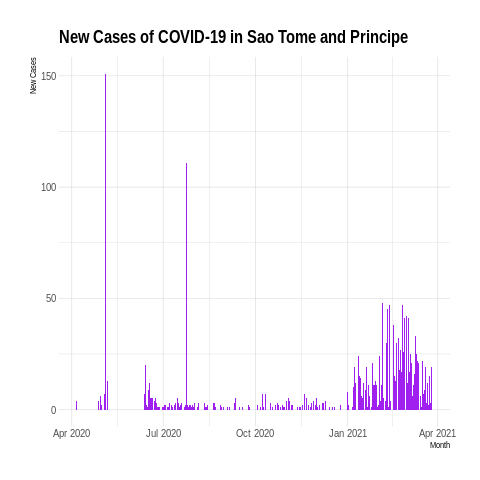 New Cases of COVID-19 in Sao Tome and Principe
New Cases
150
100
50
0
Apr 2020 Jul 2020 Oct 2020 Jan 2021 Apr 2021
Month